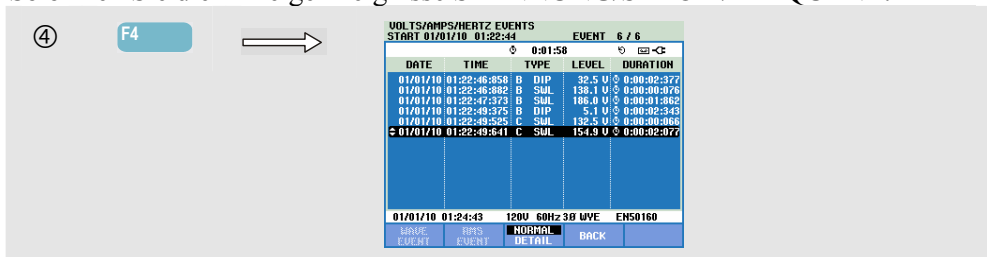 ④ F4
VOLTS/AMPS/HERTZ EVENTS
START 01/01/10 01:22:44 EVENT 6 / 6
0:01:58
DATE TIME TYPE LEVEL DURATION
01/01/10 01:22:46:858 B DIP 32.5 V 0:00:02:377
01/01/10 01:22:46:882 B SWL 138.1 V 0:00:00:076
01/01/10 01:22:47:373 B SWL 186.0 V 0:00:01:862
01/01/10 01:22:49:375 B DIP 5.1 V 0:00:02:343
01/01/10 01:22:49:525 C SWL 132.5 V 0:00:00:066
01/01/10 01:22:49:641 C SWL 154.9 V 0:00:02:077
01/01/10 01:24:43 120V 60Hz 3Ø WYE EN50160
WAVE EVENT RMS EVENT NORMAL DETAIL BACK